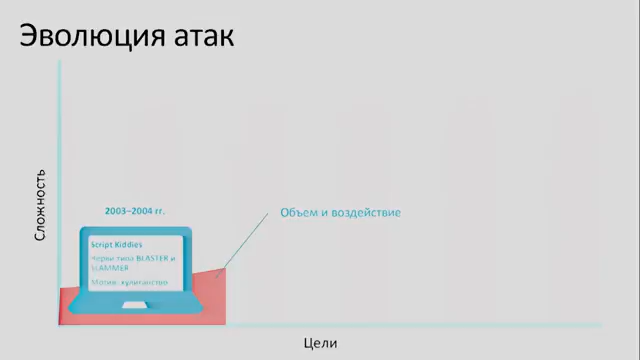 Эволюция атак
Сложность
2003–2004 гг.
Объем и воздействие
Script Kiddies
Черви типа BLASTER и
SLAMMER
Мотив: хулиганство
Цели